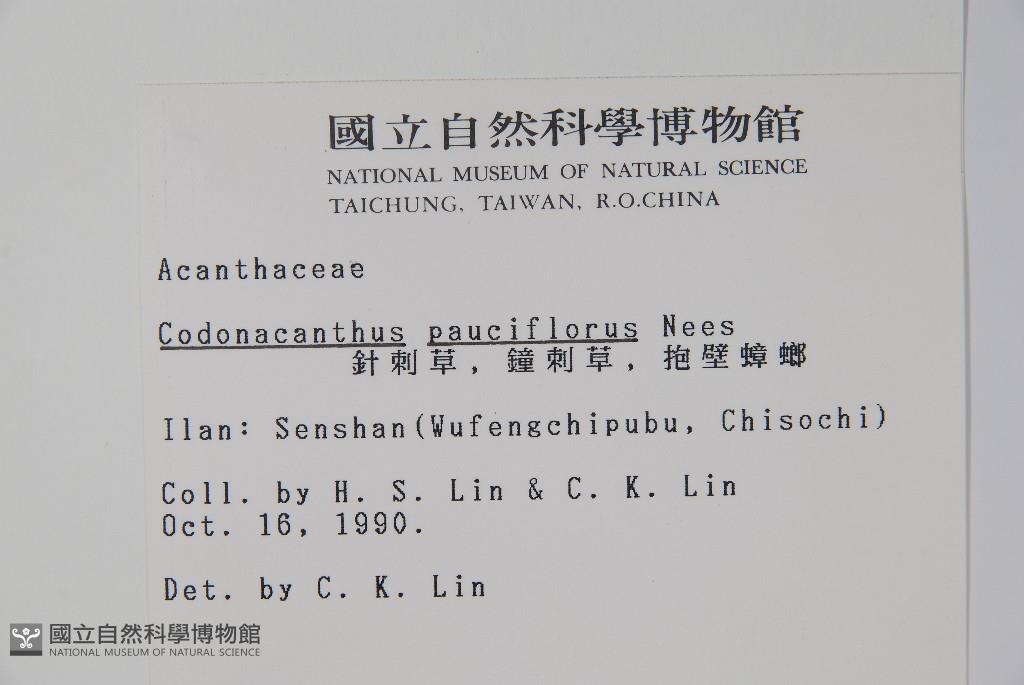 國立自然科學博物館
NATIONAL MUSEUM OF NATURAL SCIENCE
TAICHUNG, TAIWAN, R.O.CHINA
Acanthaceae
Codonacanthus pauciflorus Nees
針刺草, 鐘刺草, 抱壁蟑螂
Ilan: Senshan(Wufengchipubu, Chisochi)
Coll. by H. S. Lin & C. K. Lin
Oct. 16, 1990.
Det. by C. K. Lin
國立自然科學博物館
NATIONAL MUSEUM OF NATURAL SCIENCE